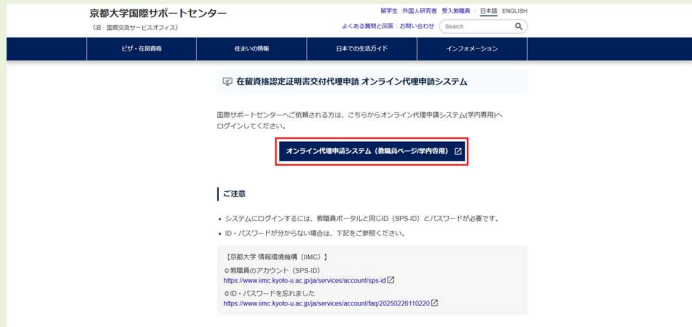 京都大学国際サポートセンター
(旧 国際交流サービスオフィス)
留学生 外国人研究者 受入教職員 日本語 ENGLISH
よくある質問と回答 お問い合わせ Search
ビザ・在留資格 住まいの情報 日本での生活ガイド インフォメーション
在留資格認定証明書交付代理申請 オンライン代理申請システム
国際サポートセンターへご依頼される方は、こちらからオンライン代理申請システム(学内専用)へ
ログインしてください。
オンライン代理申請システム(教職員ページ/学内専用)
ご注意
• システムにログインするには、教職員ポータルと同じID(SPS-ID)とパスワードが必要です。
• ID・パスワードが分からない場合は、下記をご参照ください。
【京都大学 情報環境機構(IIMC)】
○教職員のアカウント(SPS-ID)
https://www.iimc.kyoto-u.ac.jp/ja/services/account/sps-id
○ID・パスワードを忘れました
https://www.iimc.kyoto-u.ac.jp/ja/services/account/faq/20250226110220